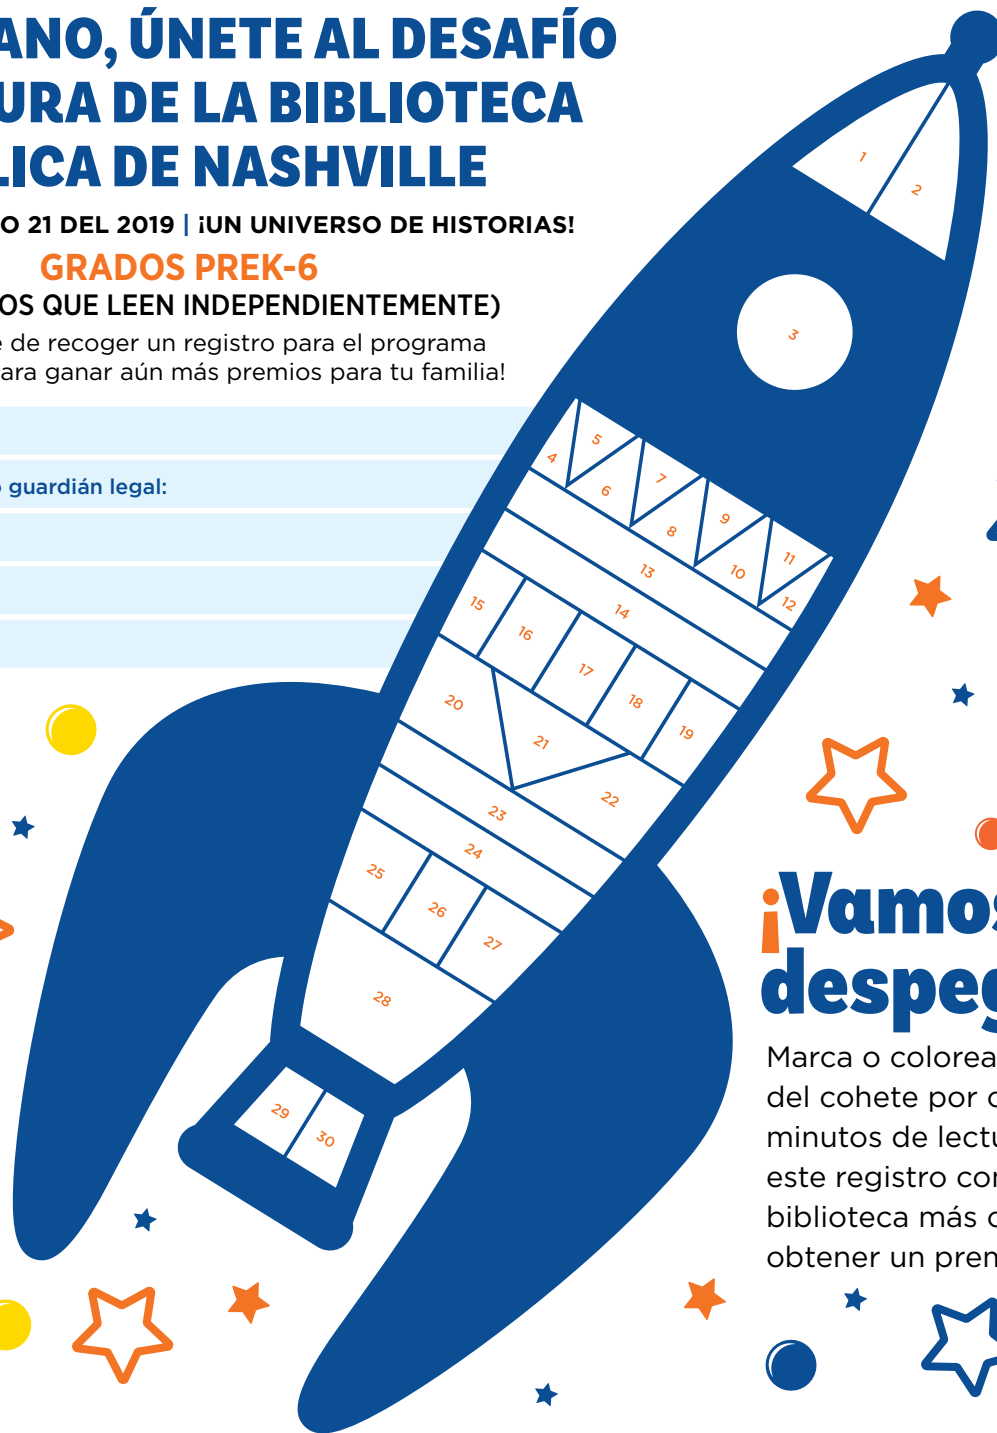 ANO, ÚNETE AL DESAFÍO
URA DE LA BIBLIOTECA
LICA DE NASHVILLE
O 21 DEL 2019 | ¡UN UNIVERSO DE HISTORIAS!
GRADOS PREK-6
OS QUE LEEN INDEPENDIENTEMENTE)
e de recoger un registro para el programa
ara ganar aún más premios para tu familia!
o guardián legal:
1
2
3
4
5
6
7
8
9
10
11
12
13
14
15
16
17
18
19
20
21
22
23
24
25
26
27
28
29
30
¡Vamos
despeg
Marca o colorea
del cohete por c
minutos de lectu
este registro con
biblioteca más c
obtener un prem